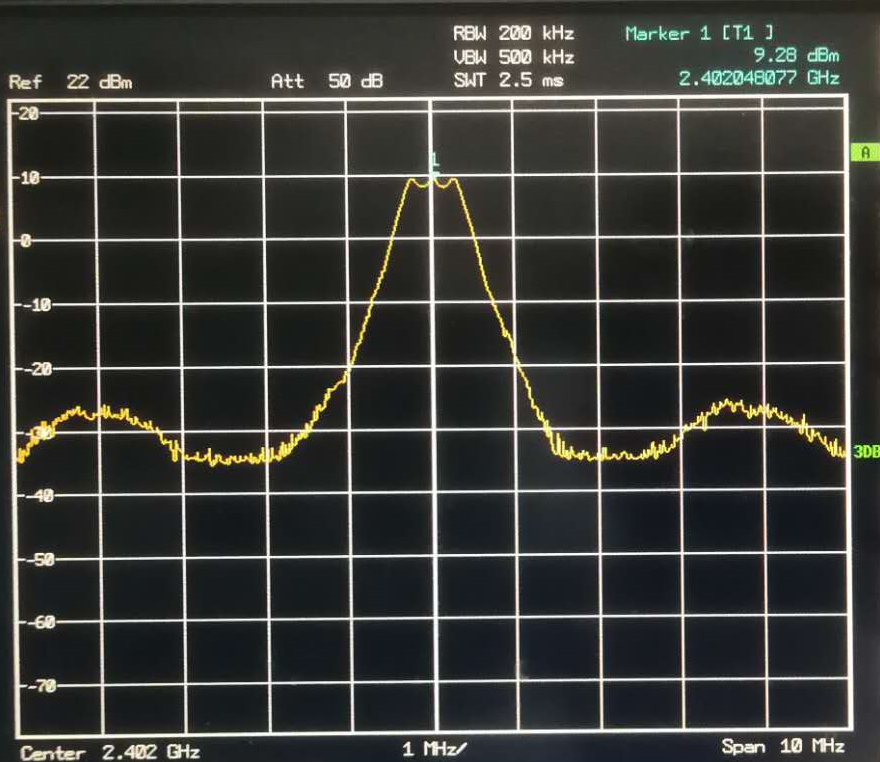 RBW 200 kHz Marker 1 [T1 ]
VBW 500 kHz 9.28 dBm
Ref 22 dBm Att 50 dB SWT 2.5 ms 2.402048077 GHz
20
1
A
10
0
-10
-20
-30
3DB
-40
-50
-60
-70
Center 2.402 GHz 1 MHz/ Span 10 MHz